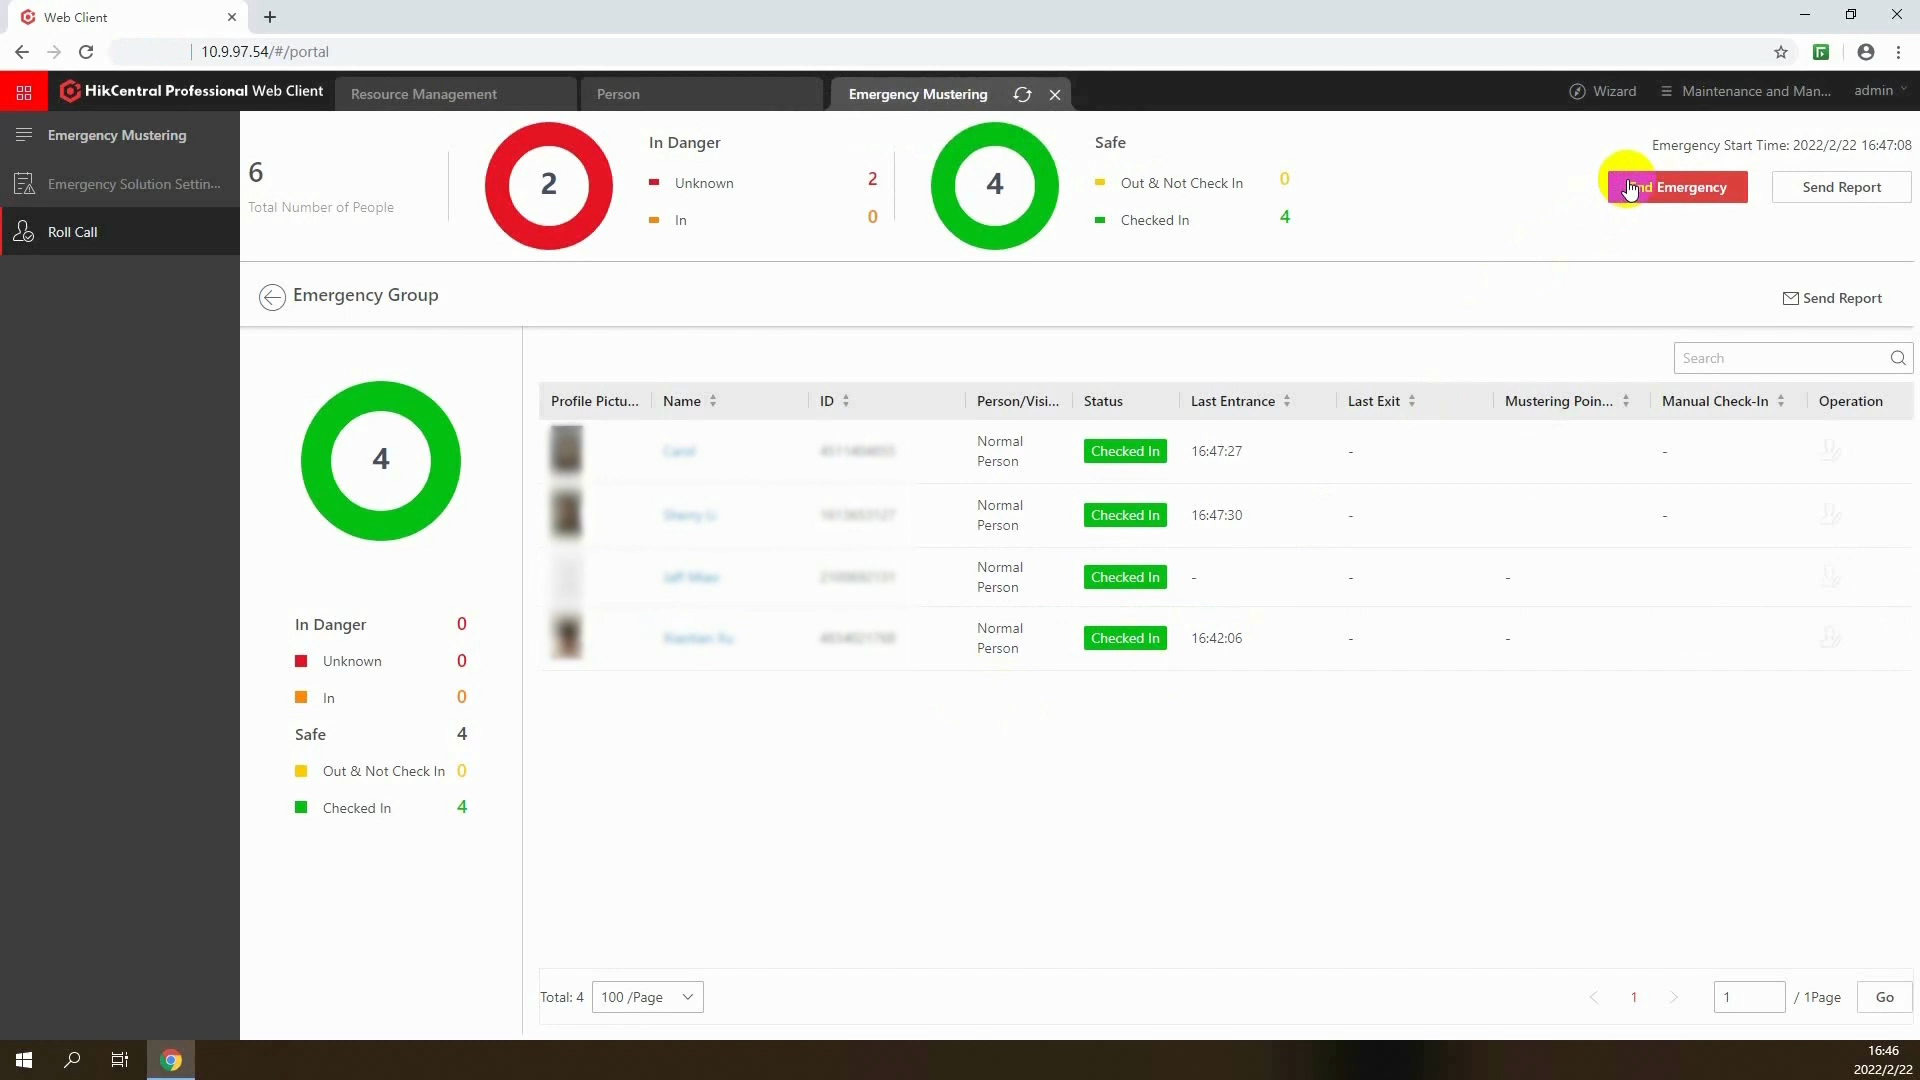 Web Client
10.9.97.54/#/portal
HikCentral Professional Web Client
Resource Management
Person
Emergency Mustering
Wizard
Maintenance and Man...
admin
Emergency Mustering
Emergency Solution Settin...
Roll Call
6
Total Number of People
2
In Danger
Unknown 2
In 0
4
Safe
Out & Not Check In 0
Checked In 4
Emergency Start Time: 2022/2/22 16:47:08
nd Emergency
Send Report
Emergency Group
Send Report
4
In Danger 0
Unknown 0
In 0
Safe 4
Out & Not Check In 0
Checked In 4
Search
Profile Pictu... Name ID Person/Visi... Status Last Entrance Last Exit Mustering Poin... Manual Check-In Operation
Normal Person Checked In 16:47:27 - -
Normal Person Checked In 16:47:30 - -
Normal Person Checked In - - -
Normal Person Checked In 16:42:06 - -
Total: 4 100 /Page
1 1 / 1Page Go
16:46
2022/2/22